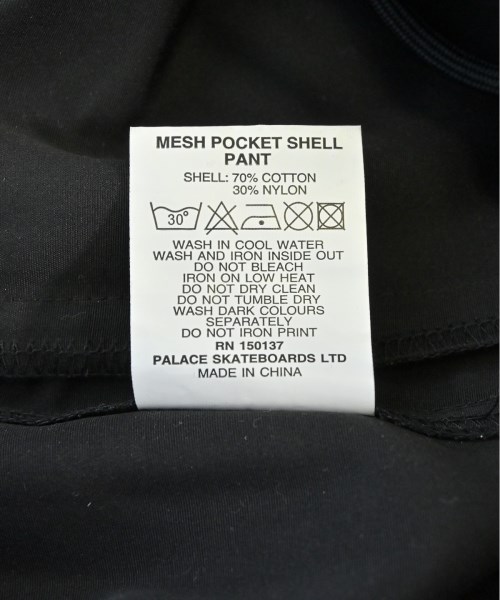 MESH POCKET SHELL
PANT
SHELL: 70% COTTON
30% NYLON
30°
WASH IN COOL WATER
WASH AND IRON INSIDE OUT
DO NOT BLEACH
IRON ON LOW HEAT
DO NOT DRY CLEAN
DO NOT TUMBLE DRY
WASH DARK COLOURS
SEPARATELY
DO NOT IRON PRINT
RN 150137
PALACE SKATEBOARDS LTD
MADE IN CHINA